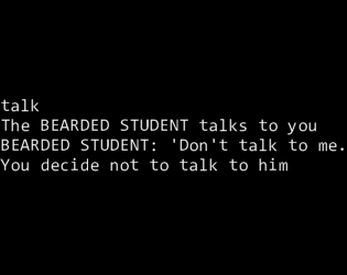 talk
The BEARDED STUDENT talks to you
BEARDED STUDENT: 'Don't talk to me.
You decide not to talk to him